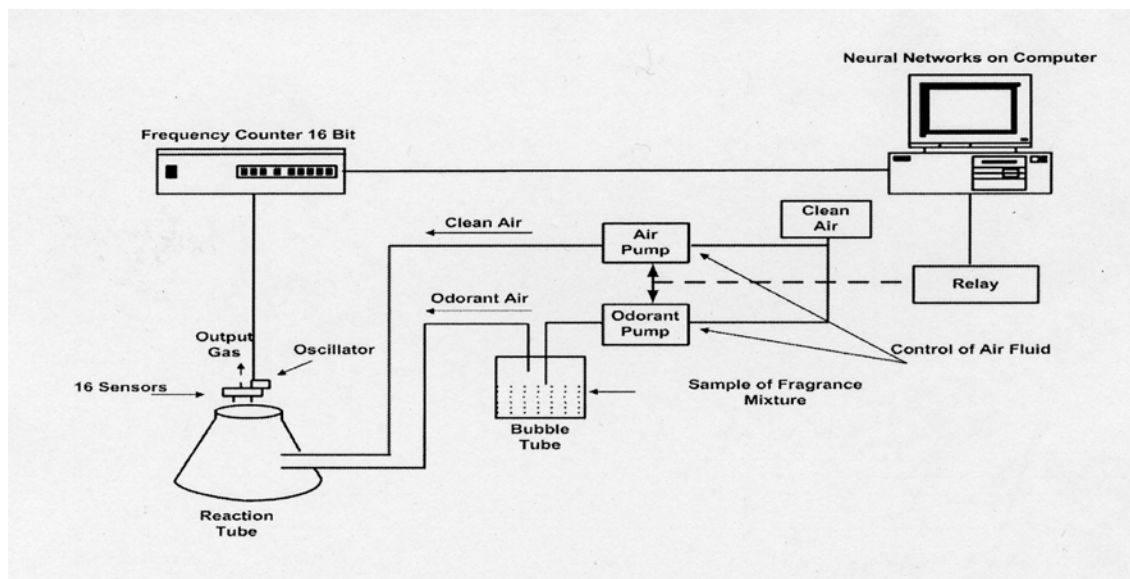 Neural Networks on Computer
Frequency Counter 16 Bit
Clean Air
Air
Pump
Clean
Air
Relay
Odorant Air
Odorant
Pump
Control of Air Fluid
Output
Gas
Oscillator
16 Sensors
Sample of Fragrance
Mixture
Bubble
Tube
Reaction
Tube